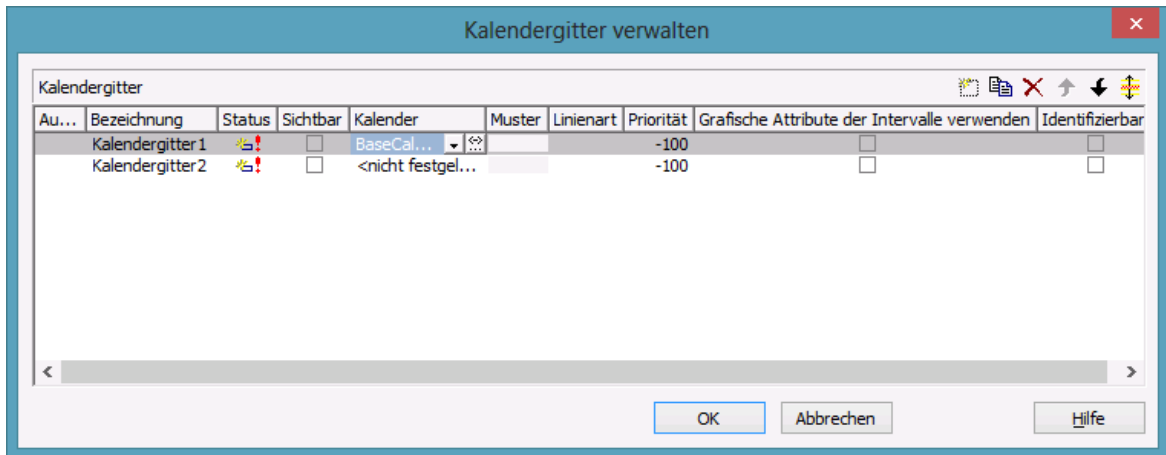 Kalendergitter verwalten
Kalendergitter
Au... Bezeichnung Status Sichtbar Kalender Muster Linienart Priorität Grafische Attribute der Intervalle verwenden Identifizierbar
Kalendergitter1 BaseCal... -100
Kalendergitter2 <nicht festgel... -100
OK Abbrechen Hilfe